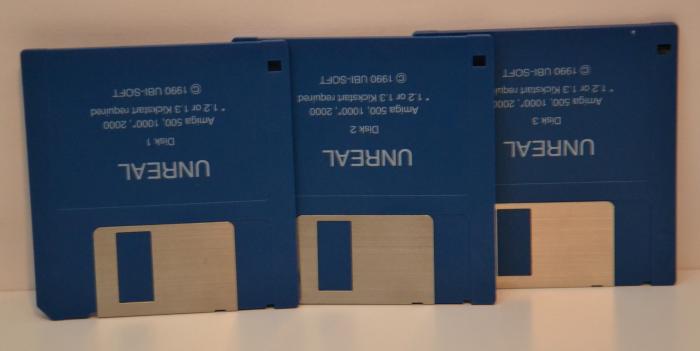 UNREAL
Disk 1
Amiga 500, 1000*, 2000
* 1.2 or 1.3 Kickstart required
© 1990 UBI-SOFT
UNREAL
Disk 2
Amiga 500, 1000*, 2000
* 1.2 or 1.3 Kickstart required
© 1990 UBI-SOFT
UNREAL
Disk 3
Amiga 500, 1000*, 2000
* 1.2 or 1.3 Kickstart required
© 1990 UBI-SOFT